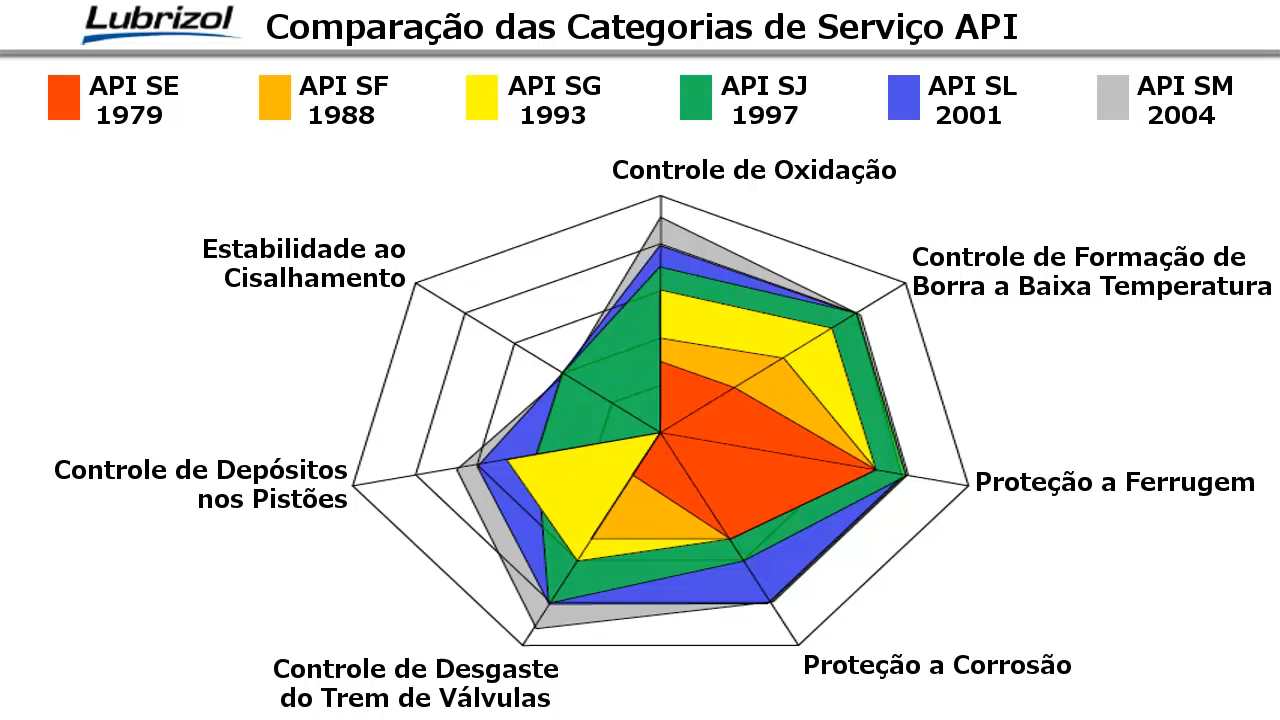 Lubrizol
Comparação das Categorias de Serviço API
API SE
1979
API SF
1988
API SG
1993
API SJ
1997
API SL
2001
API SM
2004
Controle de Oxidação
Estabilidade ao
Cisalhamento
Controle de Formação de
Borra a Baixa Temperatura
Controle de Depósitos
nos Pistões
Proteção a Ferrugem
Controle de Desgaste
do Trem de Válvulas
Proteção a Corrosão